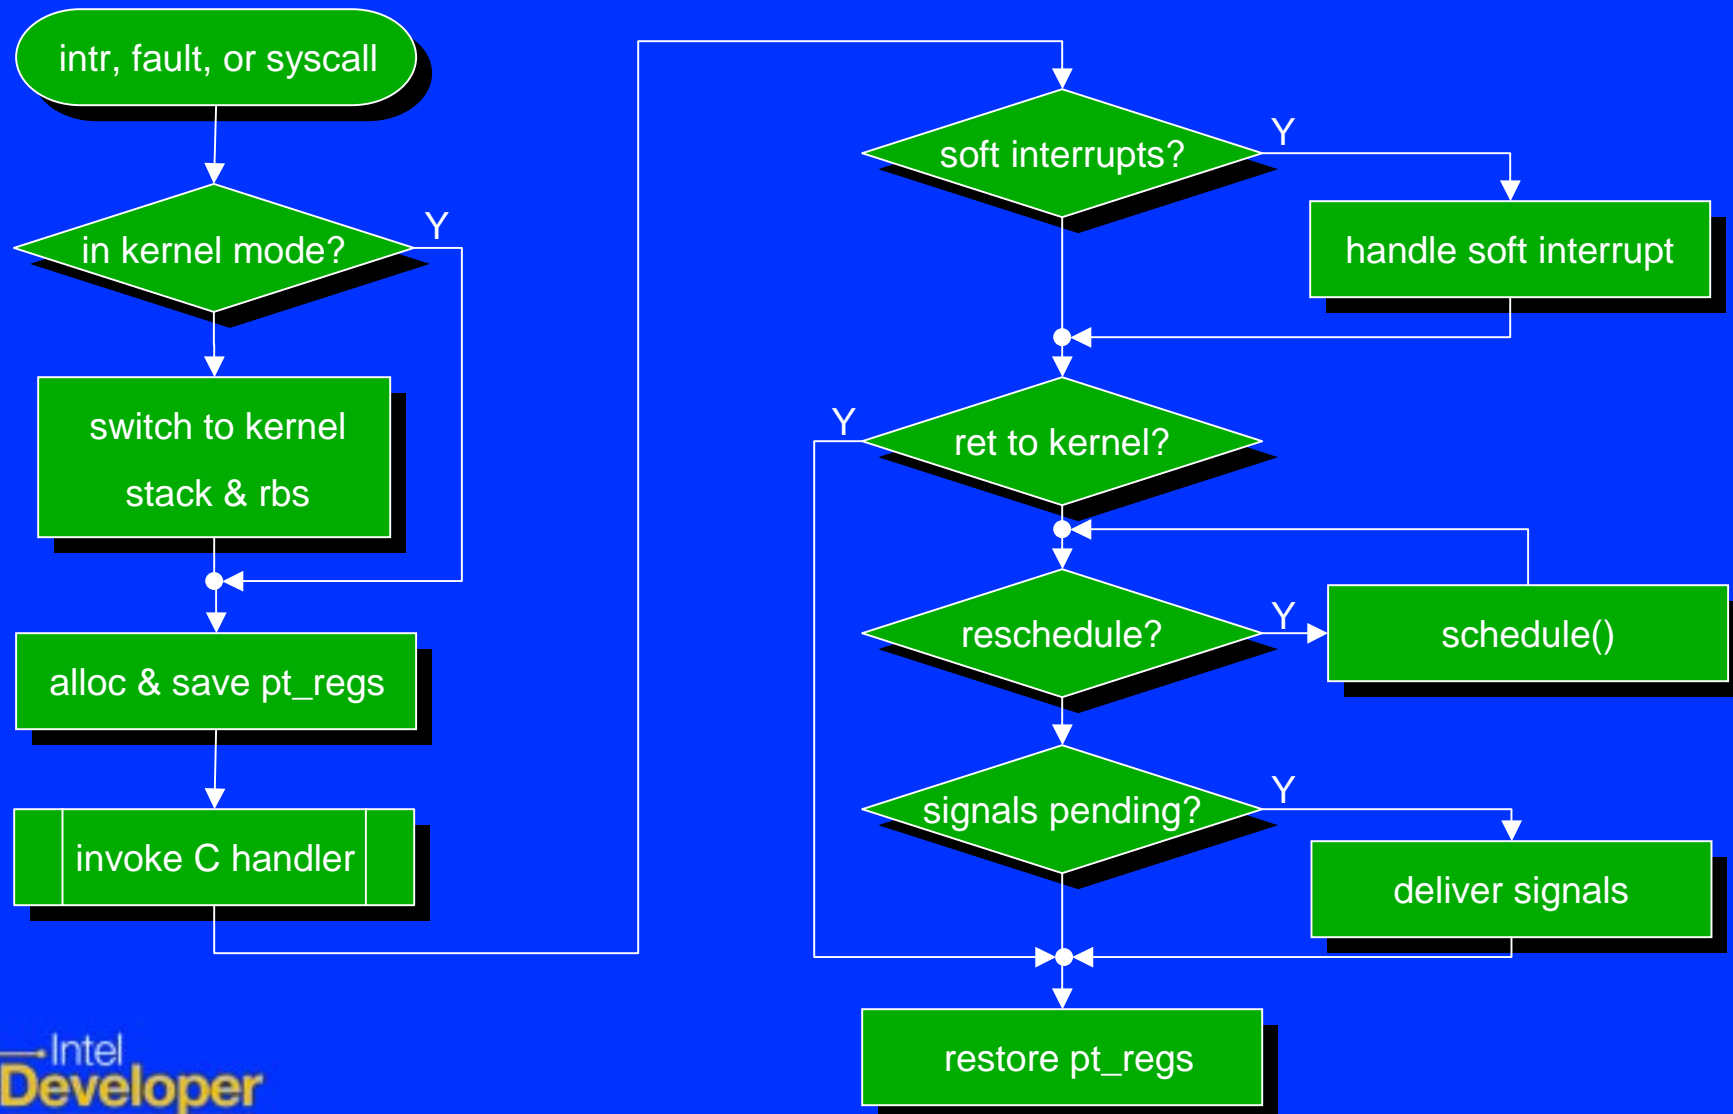 intr, fault, or syscall
in kernel mode?
Y
switch to kernel
stack & rbs
alloc & save pt_regs
invoke C handler
soft interrupts?
Y
handle soft interrupt
ret to kernel?
Y
reschedule?
Y
schedule()
signals pending?
Y
deliver signals
restore pt_regs
Intel
Developer